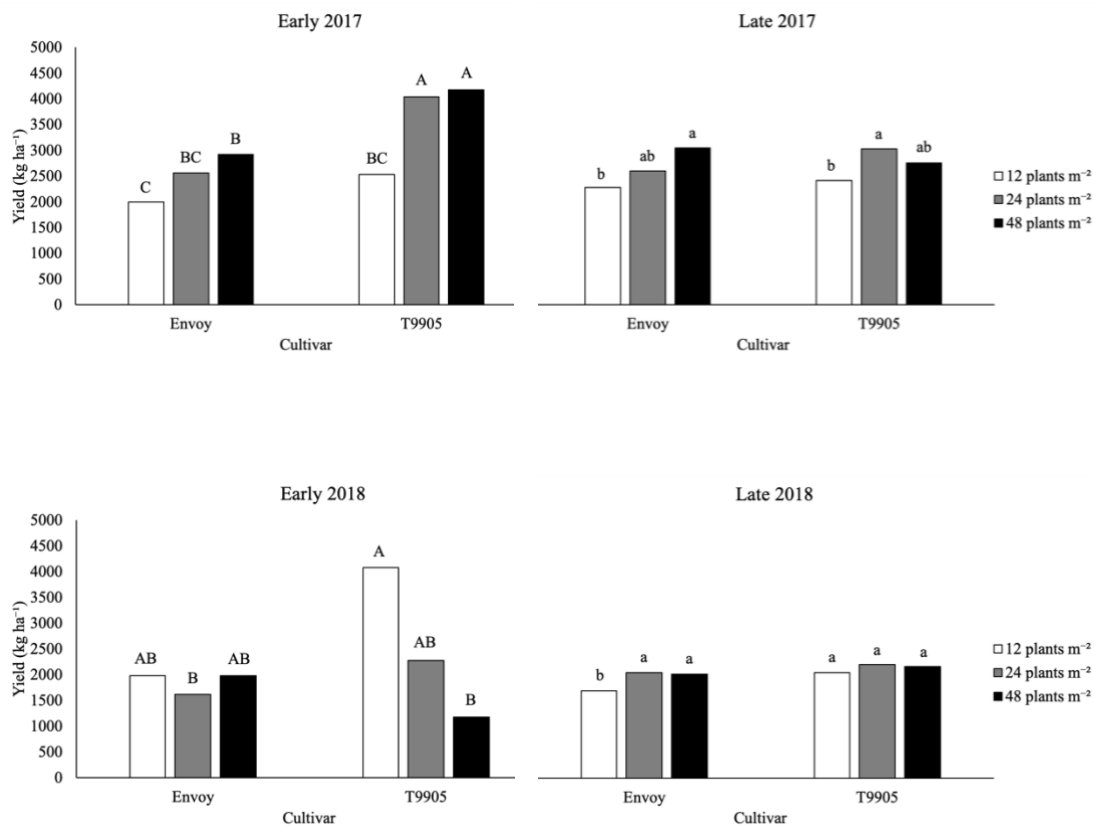 Early 2017
Late 2017
Yield (kg ha⁻¹)
5000
4500
4000
3500
3000
2500
2000
1500
1000
500
0
C
BC
B
BC
A
A
b
ab
a
b
a
ab
Envoy
T9905
Cultivar
Envoy
T9905
Cultivar
12 plants m⁻²
24 plants m⁻²
48 plants m⁻²
Early 2018
Late 2018
Yield (kg ha⁻¹)
5000
4500
4000
3500
3000
2500
2000
1500
1000
500
0
AB
B
AB
A
AB
B
b
a
a
a
a
a
Envoy
T9905
Cultivar
Envoy
T9905
Cultivar
12 plants m⁻²
24 plants m⁻²
48 plants m⁻²